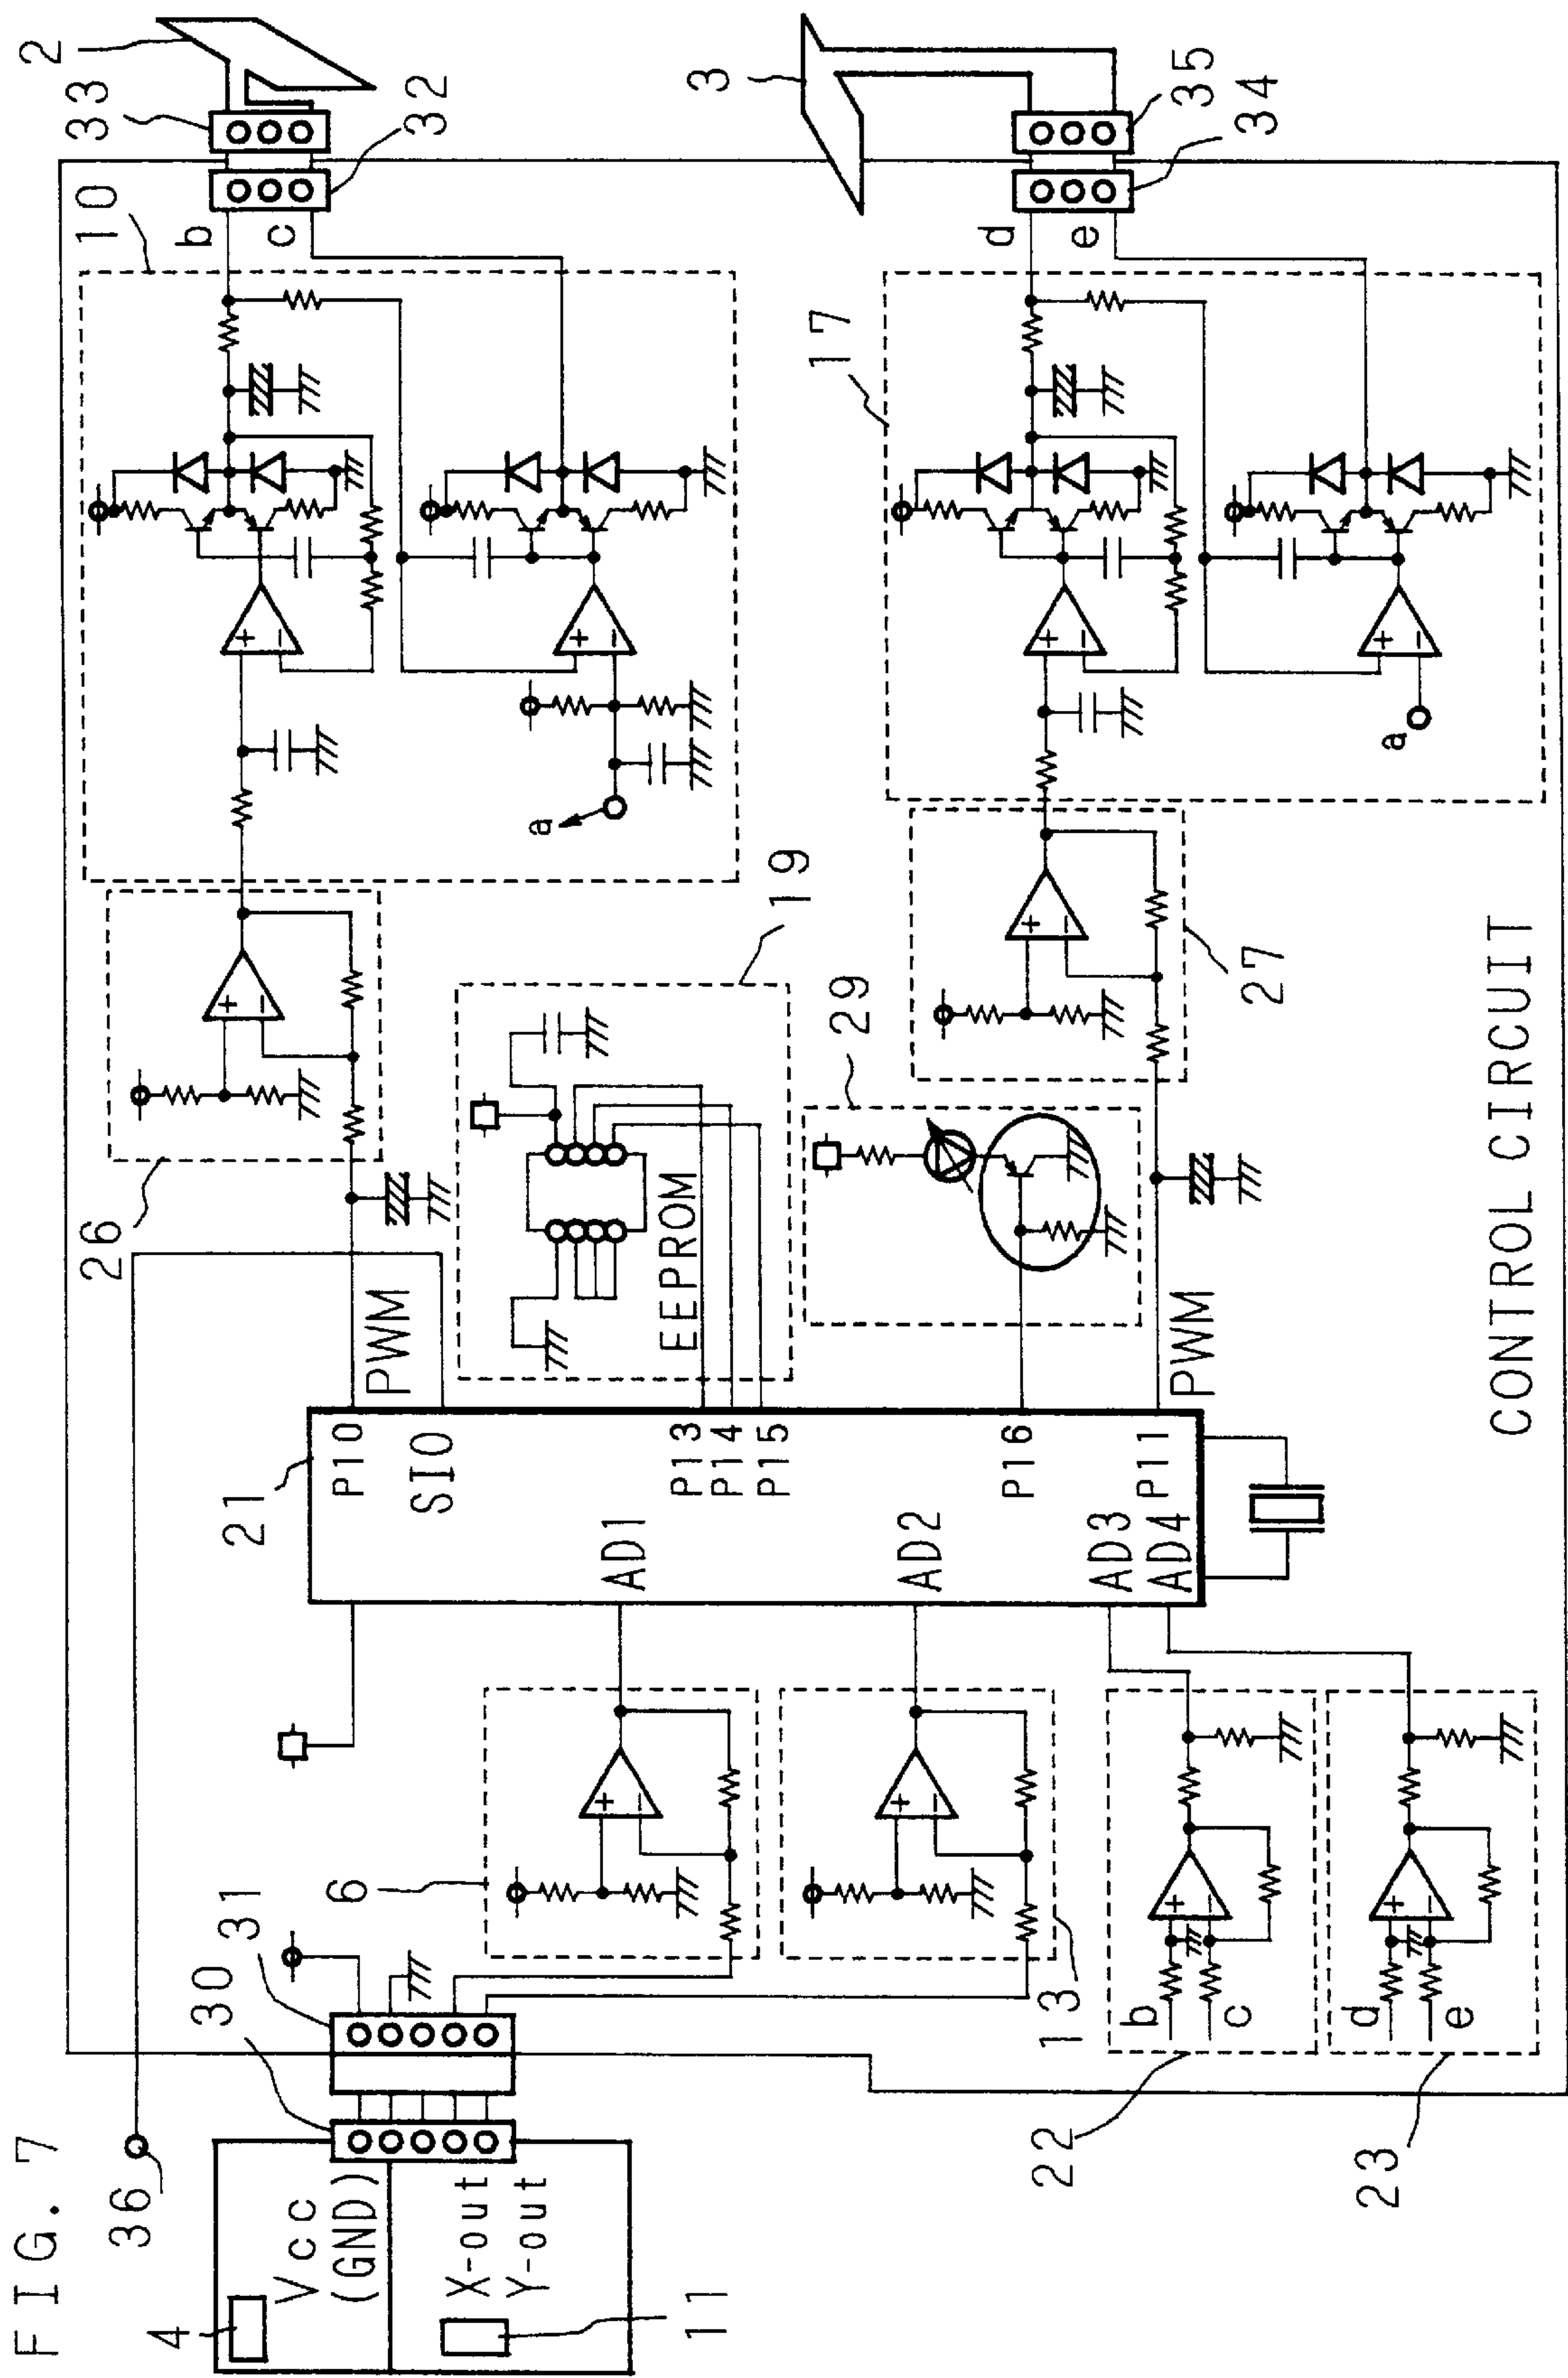 FIG. 7
36
4
Vcc
(GND)
X-out
Y-out
11
30
31
6
13
22
23
b
c
d
e
+
−
+
−
+
−
+
−
21
AD1
AD2
AD3
AD4
P10
SIO
P13
P14
P15
P16
P11
PWM
PWM
26
EEPROM
19
29
27
+
−
+
−
10
a
+
−
+
−
17
a
+
−
+
−
b
c
d
e
33
32
2
3
35
34
CONTROL CIRCUIT